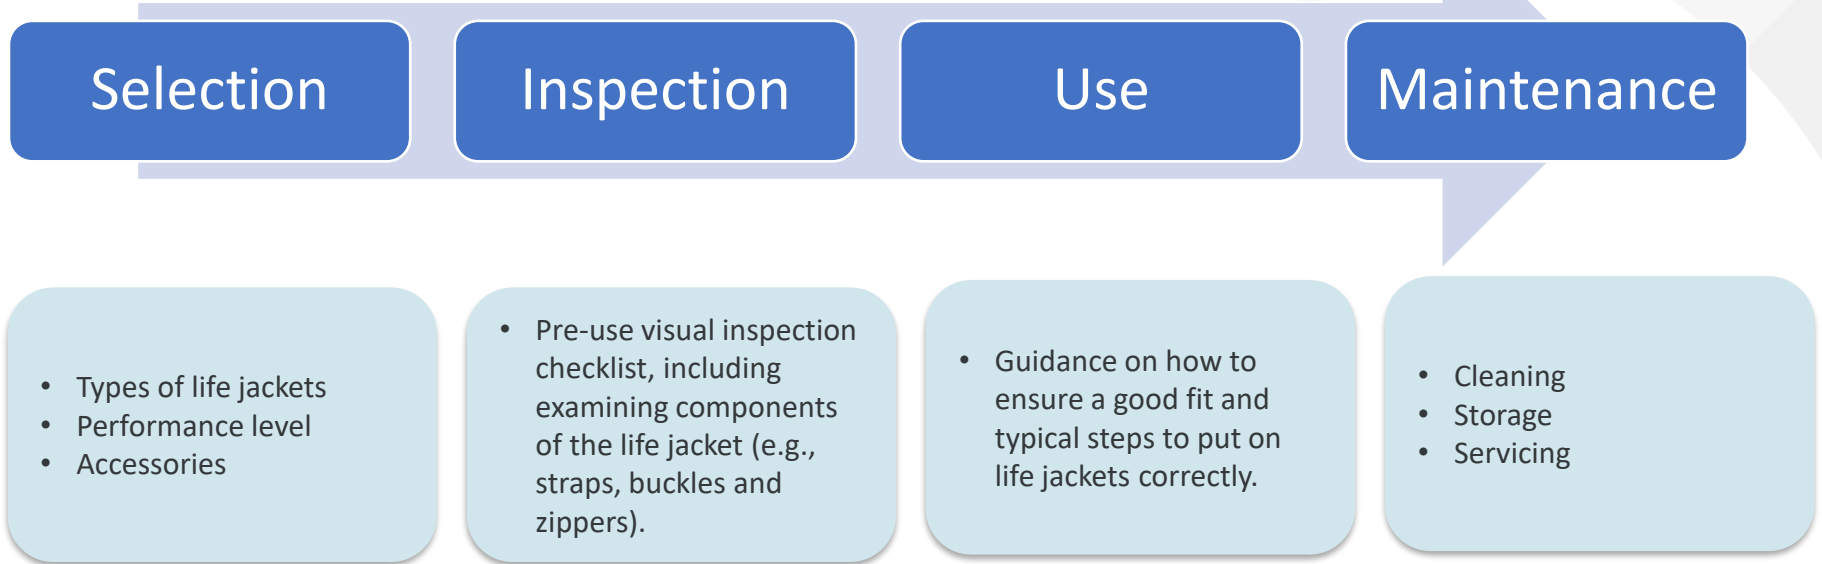 Selection
Inspection
Use
Maintenance
• Types of life jackets
• Performance level
• Accessories
• Pre-use visual inspection
checklist, including
examining components
of the life jacket (e.g.,
straps, buckles and
zippers).
• Guidance on how to
ensure a good fit and
typical steps to put on
life jackets correctly.
• Cleaning
• Storage
• Servicing